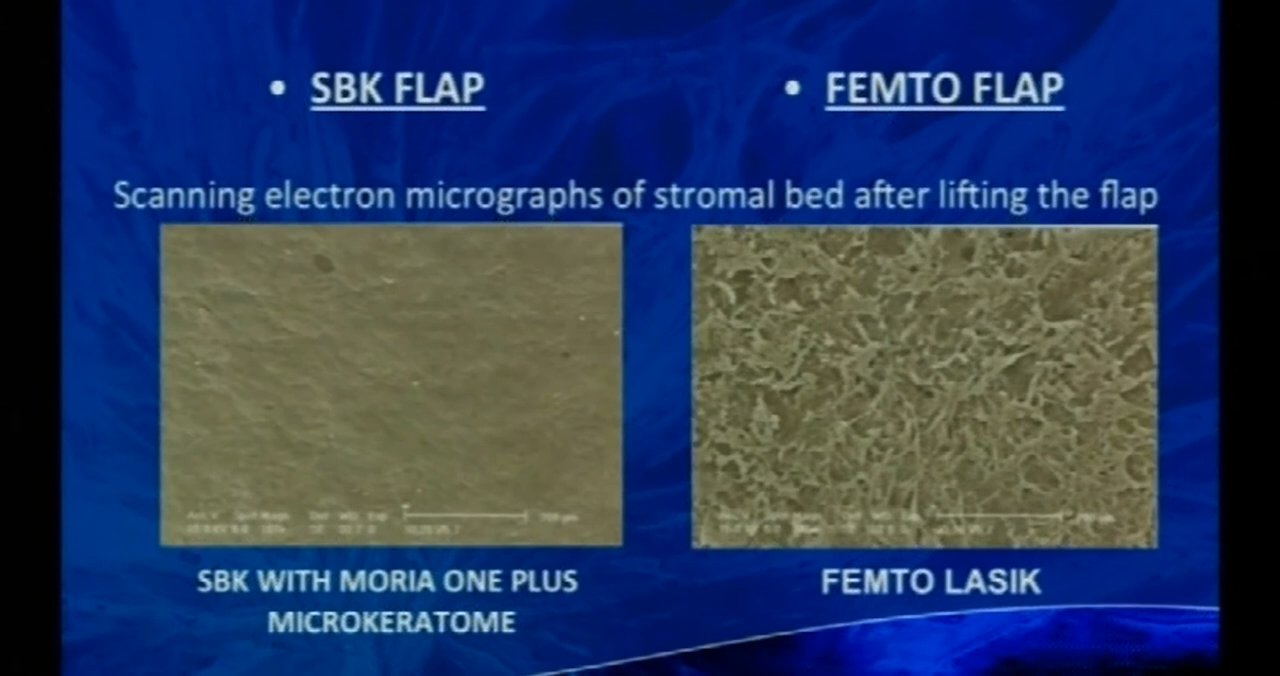 • SBK FLAP
• FEMTO FLAP
Scanning electron micrographs of stromal bed after lifting the flap
SBK WITH MORIA ONE PLUS
MICROKERATOME
FEMTO LASIK